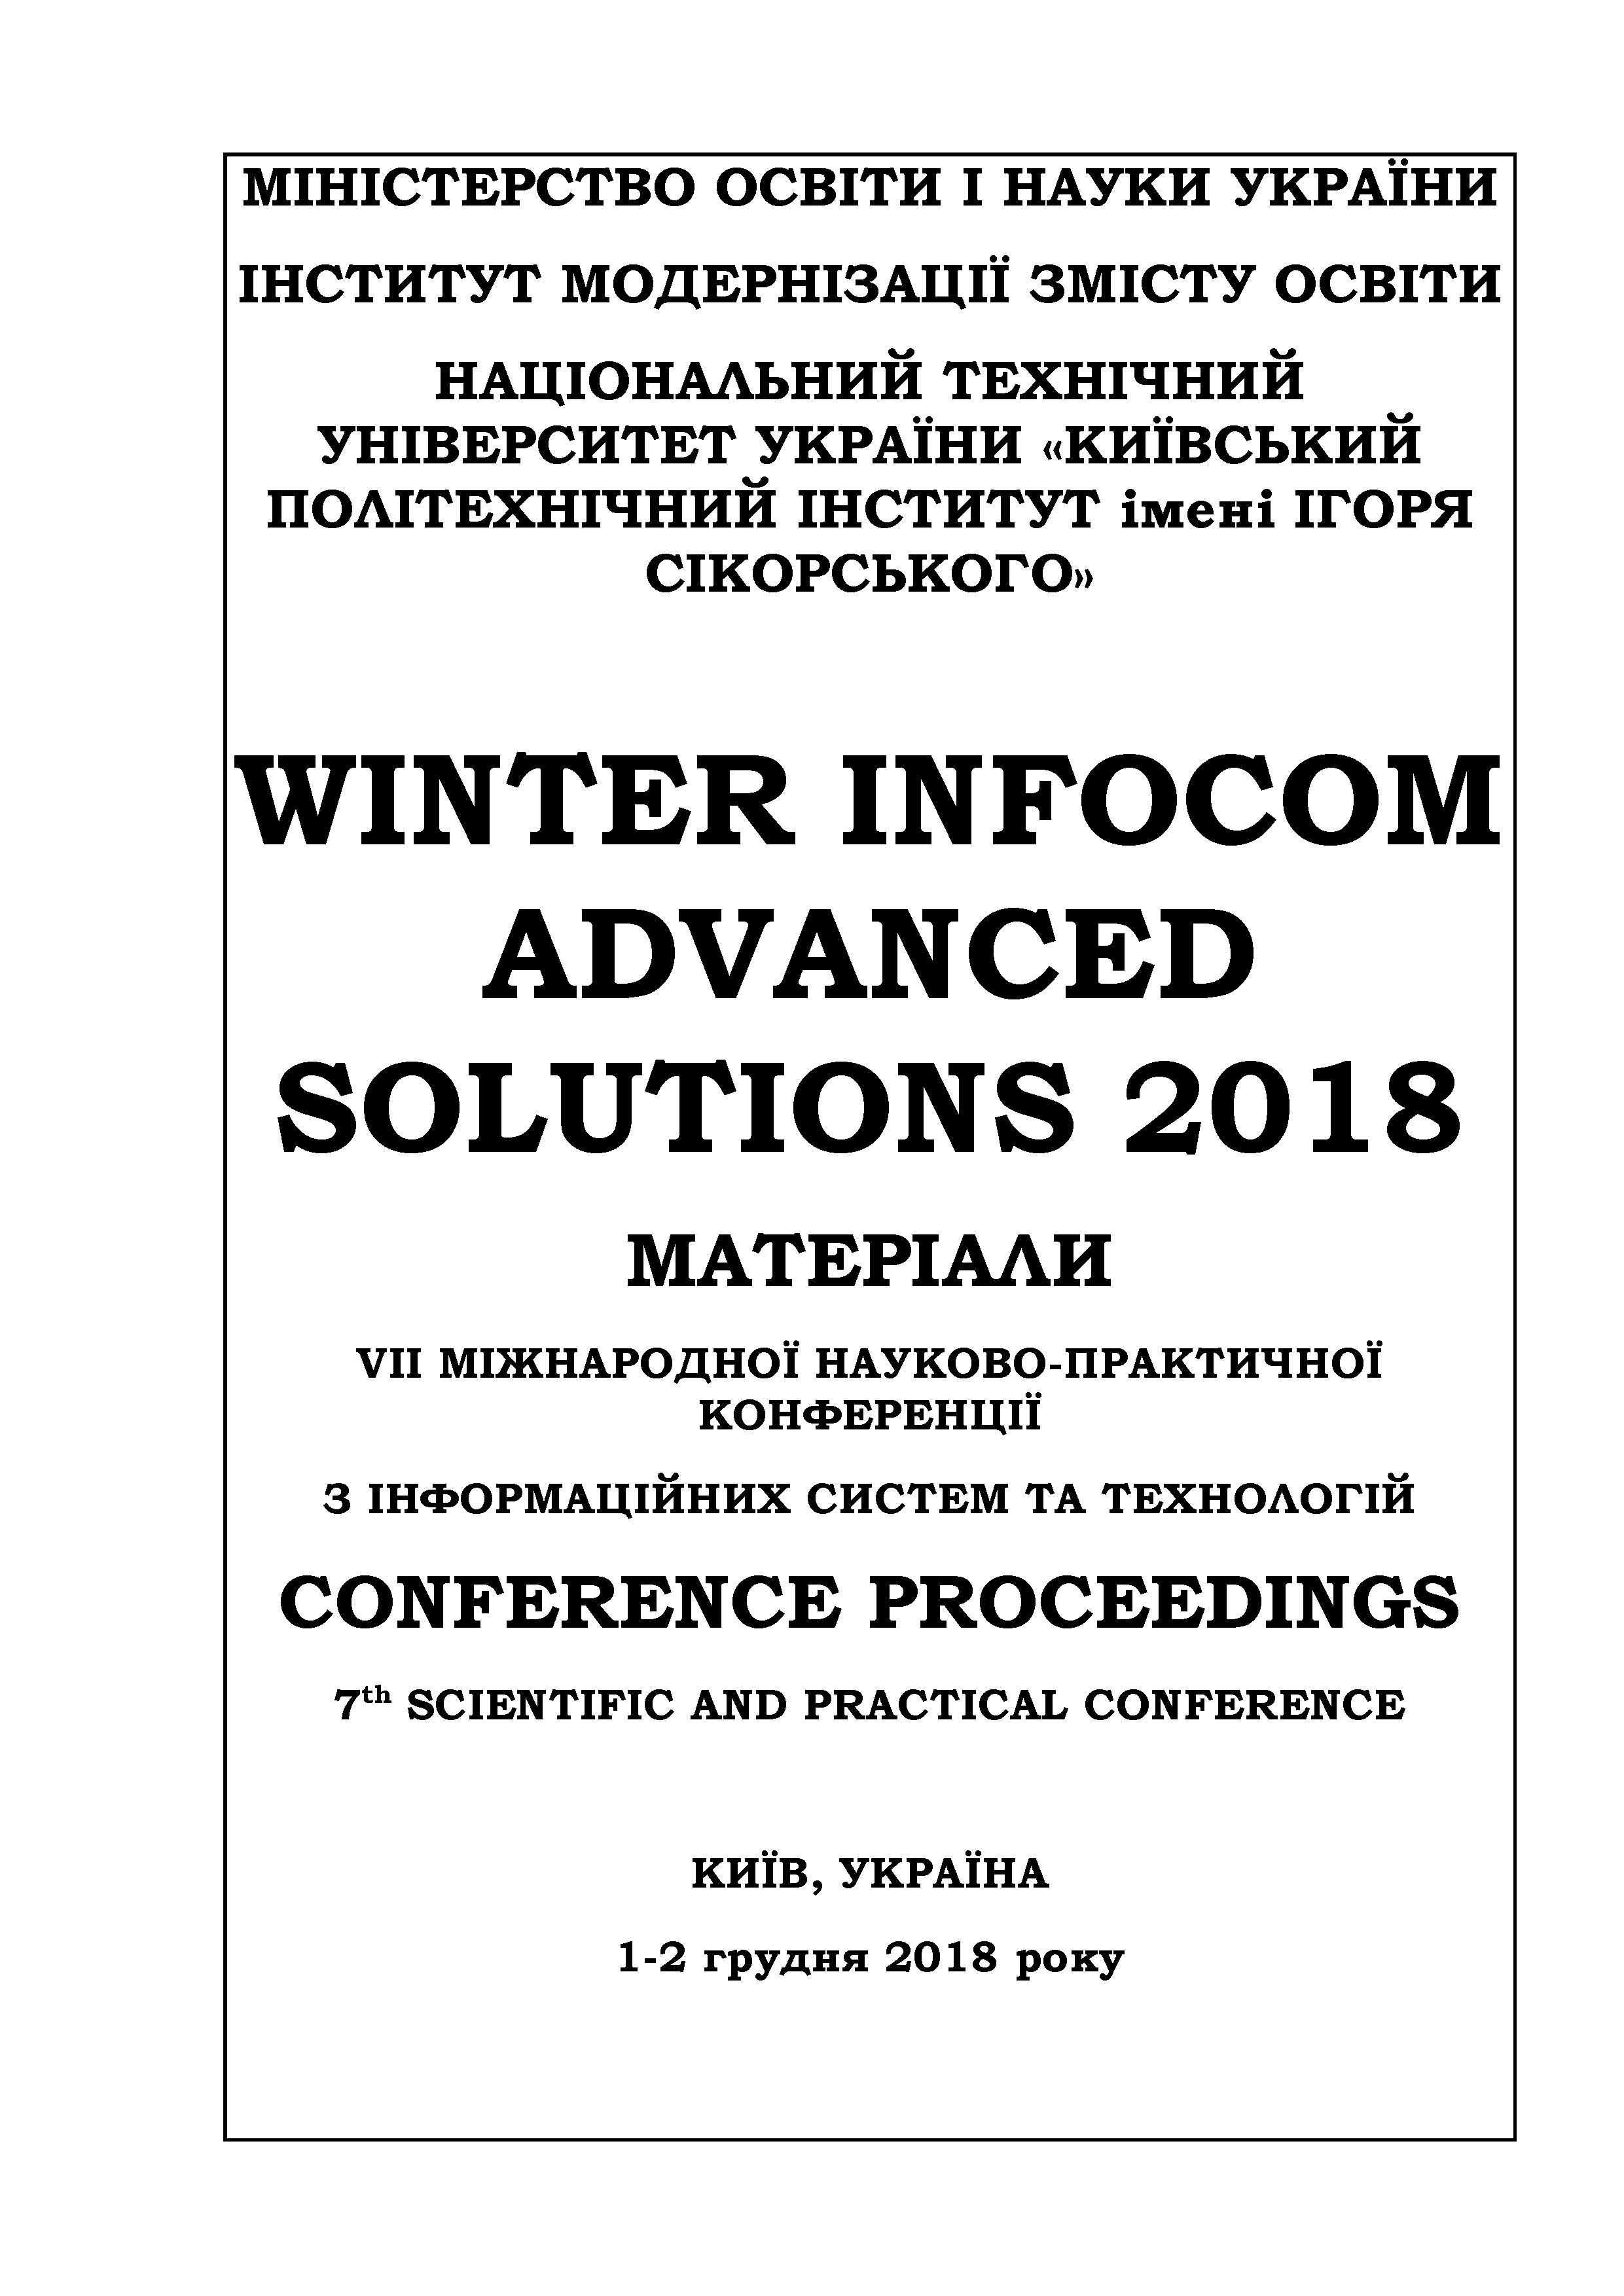 МІНІСТЕРСТВО ОСВІТИ І НАУКИ УКРАЇНИ
ІНСТИТУТ МОДЕРНІЗАЦІЇ ЗМІСТУ ОСВІТИ
НАЦІОНАЛЬНИЙ ТЕХНІЧНИЙ
УНІВЕРСИТЕТ УКРАЇНИ «КИЇВСЬКИЙ
ПОЛІТЕХНІЧНИЙ ІНСТИТУТ імені ІГОРЯ
СІКОРСЬКОГО»
WINTER INFOCOM
ADVANCED
SOLUTIONS 2018
МАТЕРІАЛИ
VII МІЖНАРОДНОЇ НАУКОВО-ПРАКТИЧНОЇ
КОНФЕРЕНЦІЇ
З ІНФОРМАЦІЙНИХ СИСТЕМ ТА ТЕХНОЛОГІЙ
CONFERENCE PROCEEDINGS
7th SCIENTIFIC AND PRACTICAL CONFERENCE
КИЇВ, УКРАЇНА
1-2 грудня 2018 року